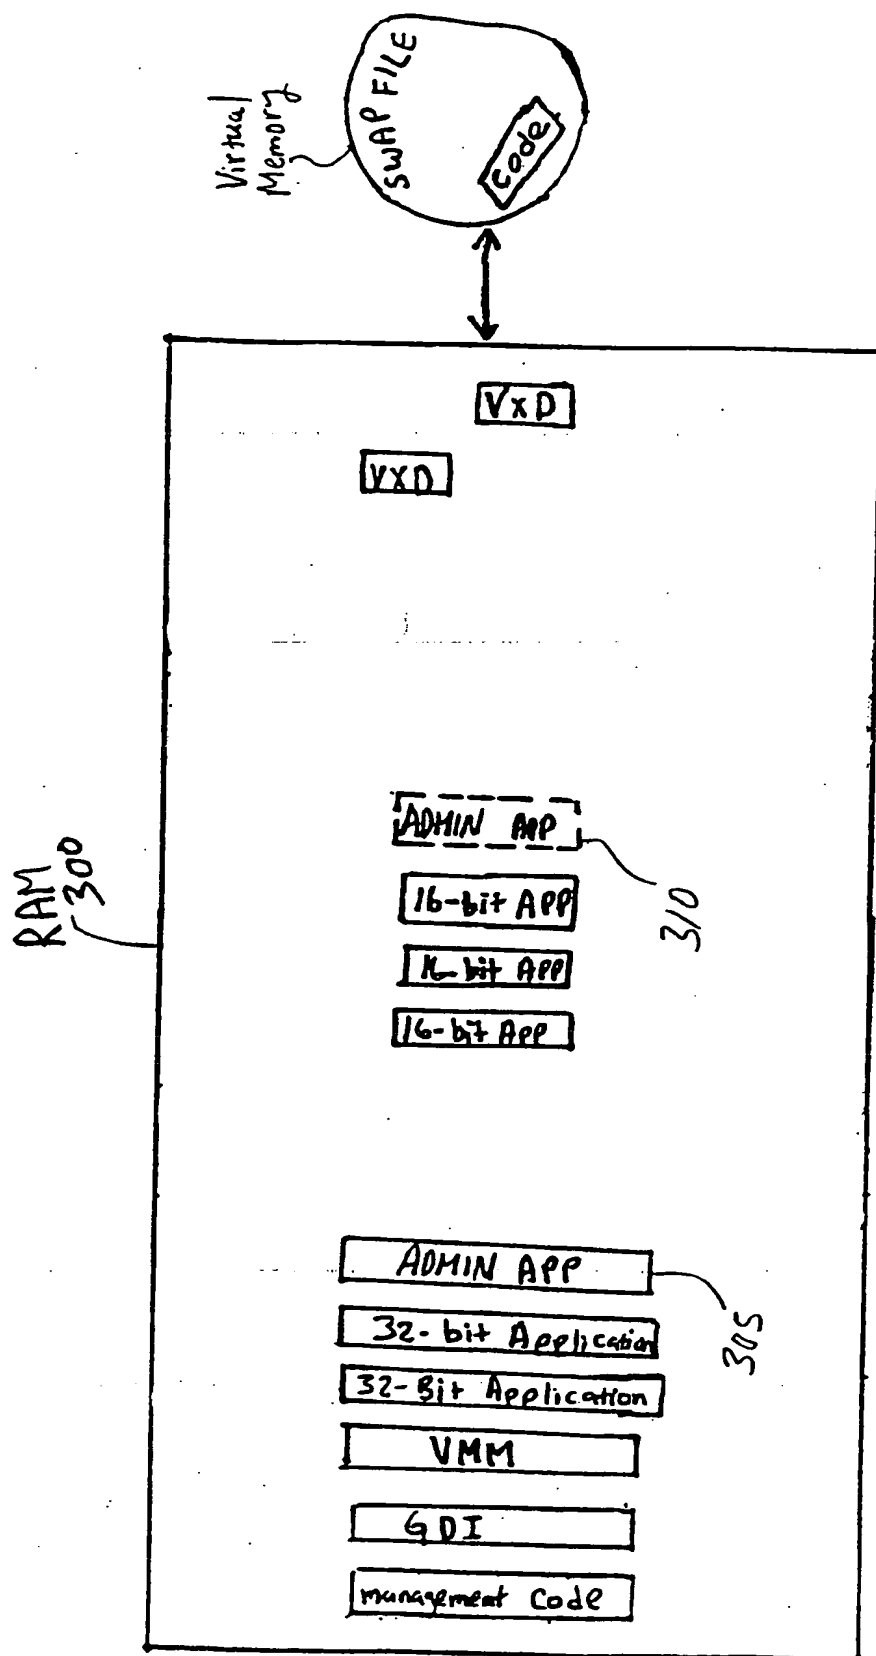 SWAP FILE
Code
Virtual
Memory
VxD
VXD
RAM
300
ADMIN APP
310
16-bit APP
16-bit APP
16-bit App
ADMIN APP
305
32-bit Application
32-Bit Application
VMM
GDI
management Code